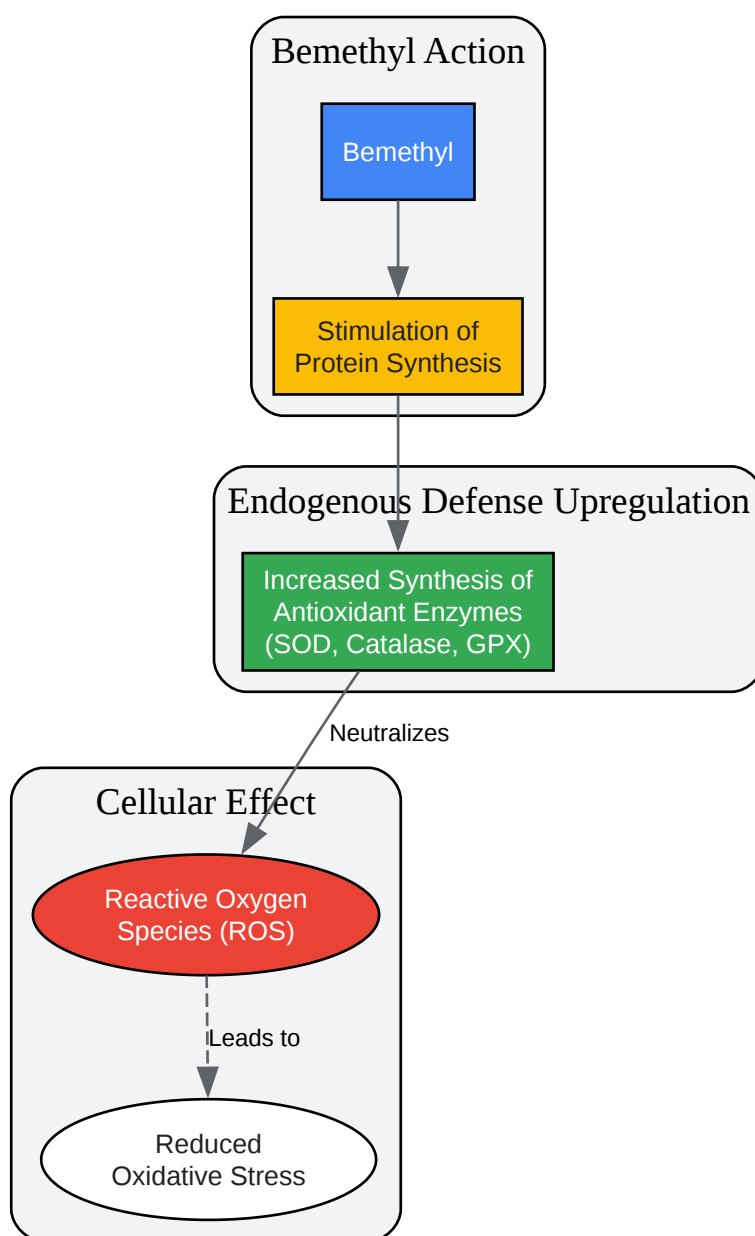 Bemethyl Action
Bemethyl
Stimulation of
Protein Synthesis
Endogenous Defense Upregulation
Increased Synthesis of
Antioxidant Enzymes
(SOD, Catalase, GPX)
Neutralizes
Cellular Effect
Reactive Oxygen
Species (ROS)
Leads to
Reduced
Oxidative Stress